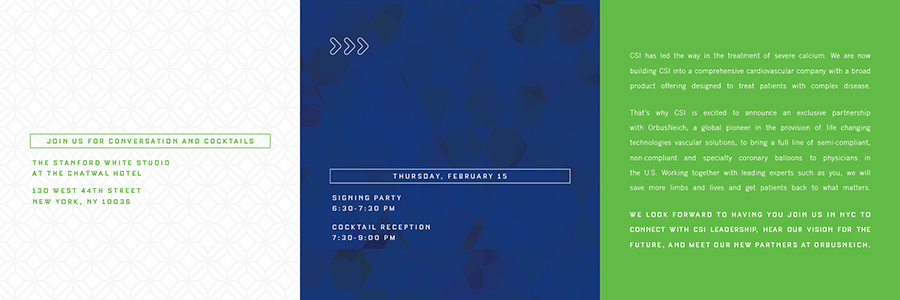 JOIN US FOR CONVERSATION AND COCKTAILS
THE STANFORD WHITE STUDIO
AT THE CHATWAL HOTEL
130 WEST 44TH STREET
NEW YORK, NY 10036
THURSDAY, FEBRUARY 15
SIGNING PARTY
6:30-7:30 PM
COCKTAIL RECEPTION
7:30-9:00 PM
CSI has led the way in the treatment of severe calcium. We are now
building CSI into a comprehensive cardiovascular company with a broad
product offering designed to treat patients with complex disease.
That's why CSI is excited to announce an exclusive partnership
with OrbusNeich, a global pioneer in the provision of life changing
technologies vascular solutions, to bring a full line of semi-compliant,
non-compliant and specialty coronary balloons to physicians in
the U.S. Working together with leading experts such as you, we will
save more limbs and lives and get patients back to what matters.
WE LOOK FORWARD TO HAVING YOU JOIN US IN NYC TO
CONNECT WITH CSI LEADERSHIP, HEAR OUR VISION FOR THE
FUTURE, AND MEET OUR NEW PARTNERS AT ORBUSNEICH.